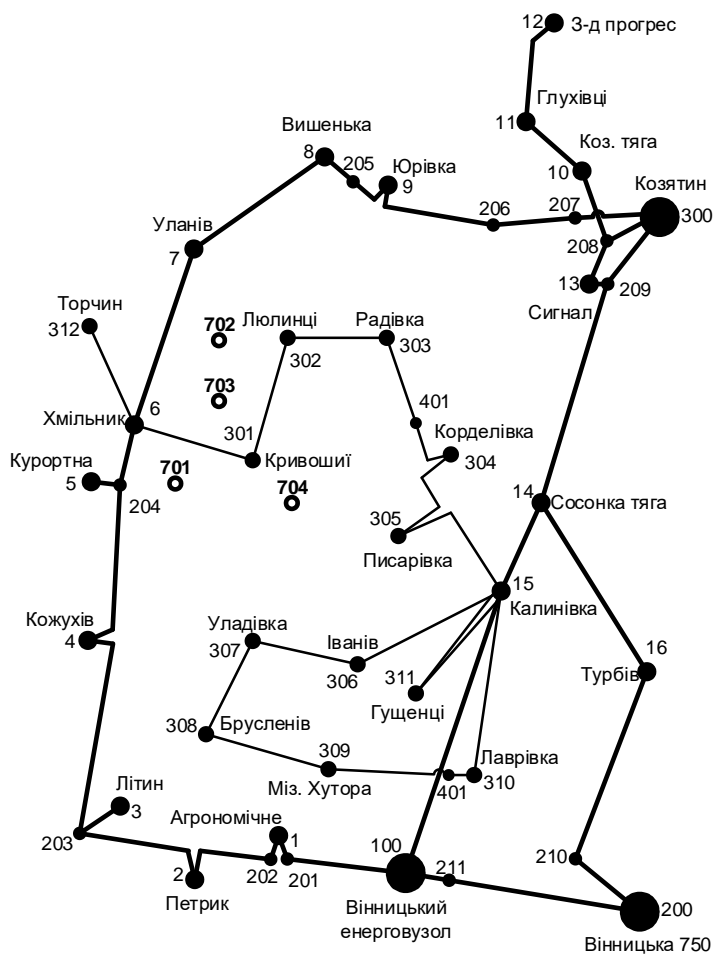 12
З-д прогрес
Глухівці
11
Вишенька
Коз. тяга
8
205
Юрівка
10
9
Козятин
207
300
206
Уланів
208
7
13
209
Торчин
Сигнал
312
702
Люлинці
Радівка
302
303
703
6
301
401
Хмільник
Корделівка
Курортна
701
Кривошиї
304
5
704
14
Сосонка тяга
204
305
Писарівка
15
Калинівка
Кожухів
4
Уладівка
307
Іванів
16
306
311
Турбів
Гущенці
308
Брусленів
309
Лаврівка
Міз. Хутора
401
310
Літин
3
Агрономічне
203
1
100
2
202
201
211
210
Петрик
Вінницький
енерговузол
200
Вінницька 750